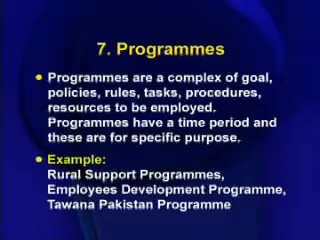 7. Programmes
• Programmes are a complex of goal,
policies, rules, tasks, procedures,
resources to be employed.
Programmes have a time period and
these are for specific purpose.
• Example:
Rural Support Programmes,
Employees Development Programme,
Tawana Pakistan Programme